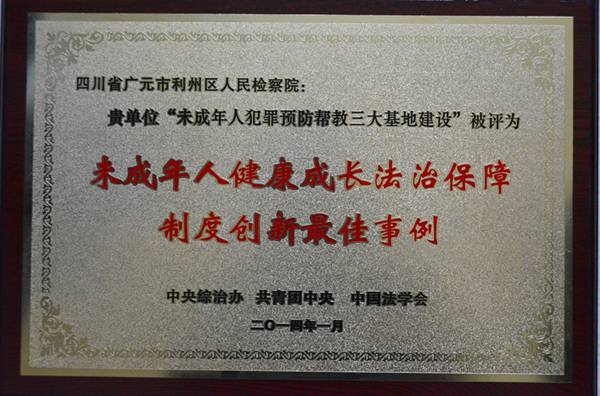 四川省广元市利州区人民检察院：
贵单位“未成年人犯罪预防帮教三大基地建设”被评为
未成年人健康成长法治保障
制度创新最佳事例
中央综治办 共青团中央 中国法学会
二〇一四年一月